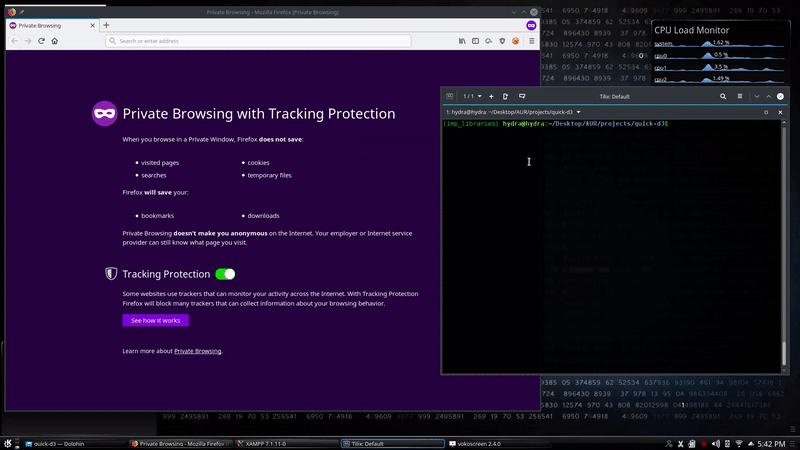 Private Browsing - Mozilla Firefox (Private Browsing)
Private Browsing
Search or enter address
Private Browsing with Tracking Protection
When you browse in a Private Window, Firefox does not save:
visited pages
cookies
searches
temporary files
Firefox will save your:
bookmarks
downloads
Private Browsing doesn't make you anonymous on the Internet. Your employer or Internet service
provider can still know what page you visit.
Tracking Protection
Some websites use trackers that can monitor your activity across the Internet. With Tracking Protection
Firefox will block many trackers that can collect information about your browsing behavior.
See how it works
Learn more about Private Browsing.
CPU Load Monitor
system 1.62 %
cpu0 0.5 %
cpu1 3.5 %
cpu2 1.49 %
1 / 1
Tilix: Default
1: hydra@hydra: ~/Desktop/AUR/projects/quick-d3
(imp_libraries) hydra@hydra:~/Desktop/AUR/projects/quick-d3$
quick-d3 — Dolphin
Private Browsing - Mozilla Firefox
XAMPP 7.1.11-0
Tilix: Default
vokoscreen 2.4.0
5:42 PM